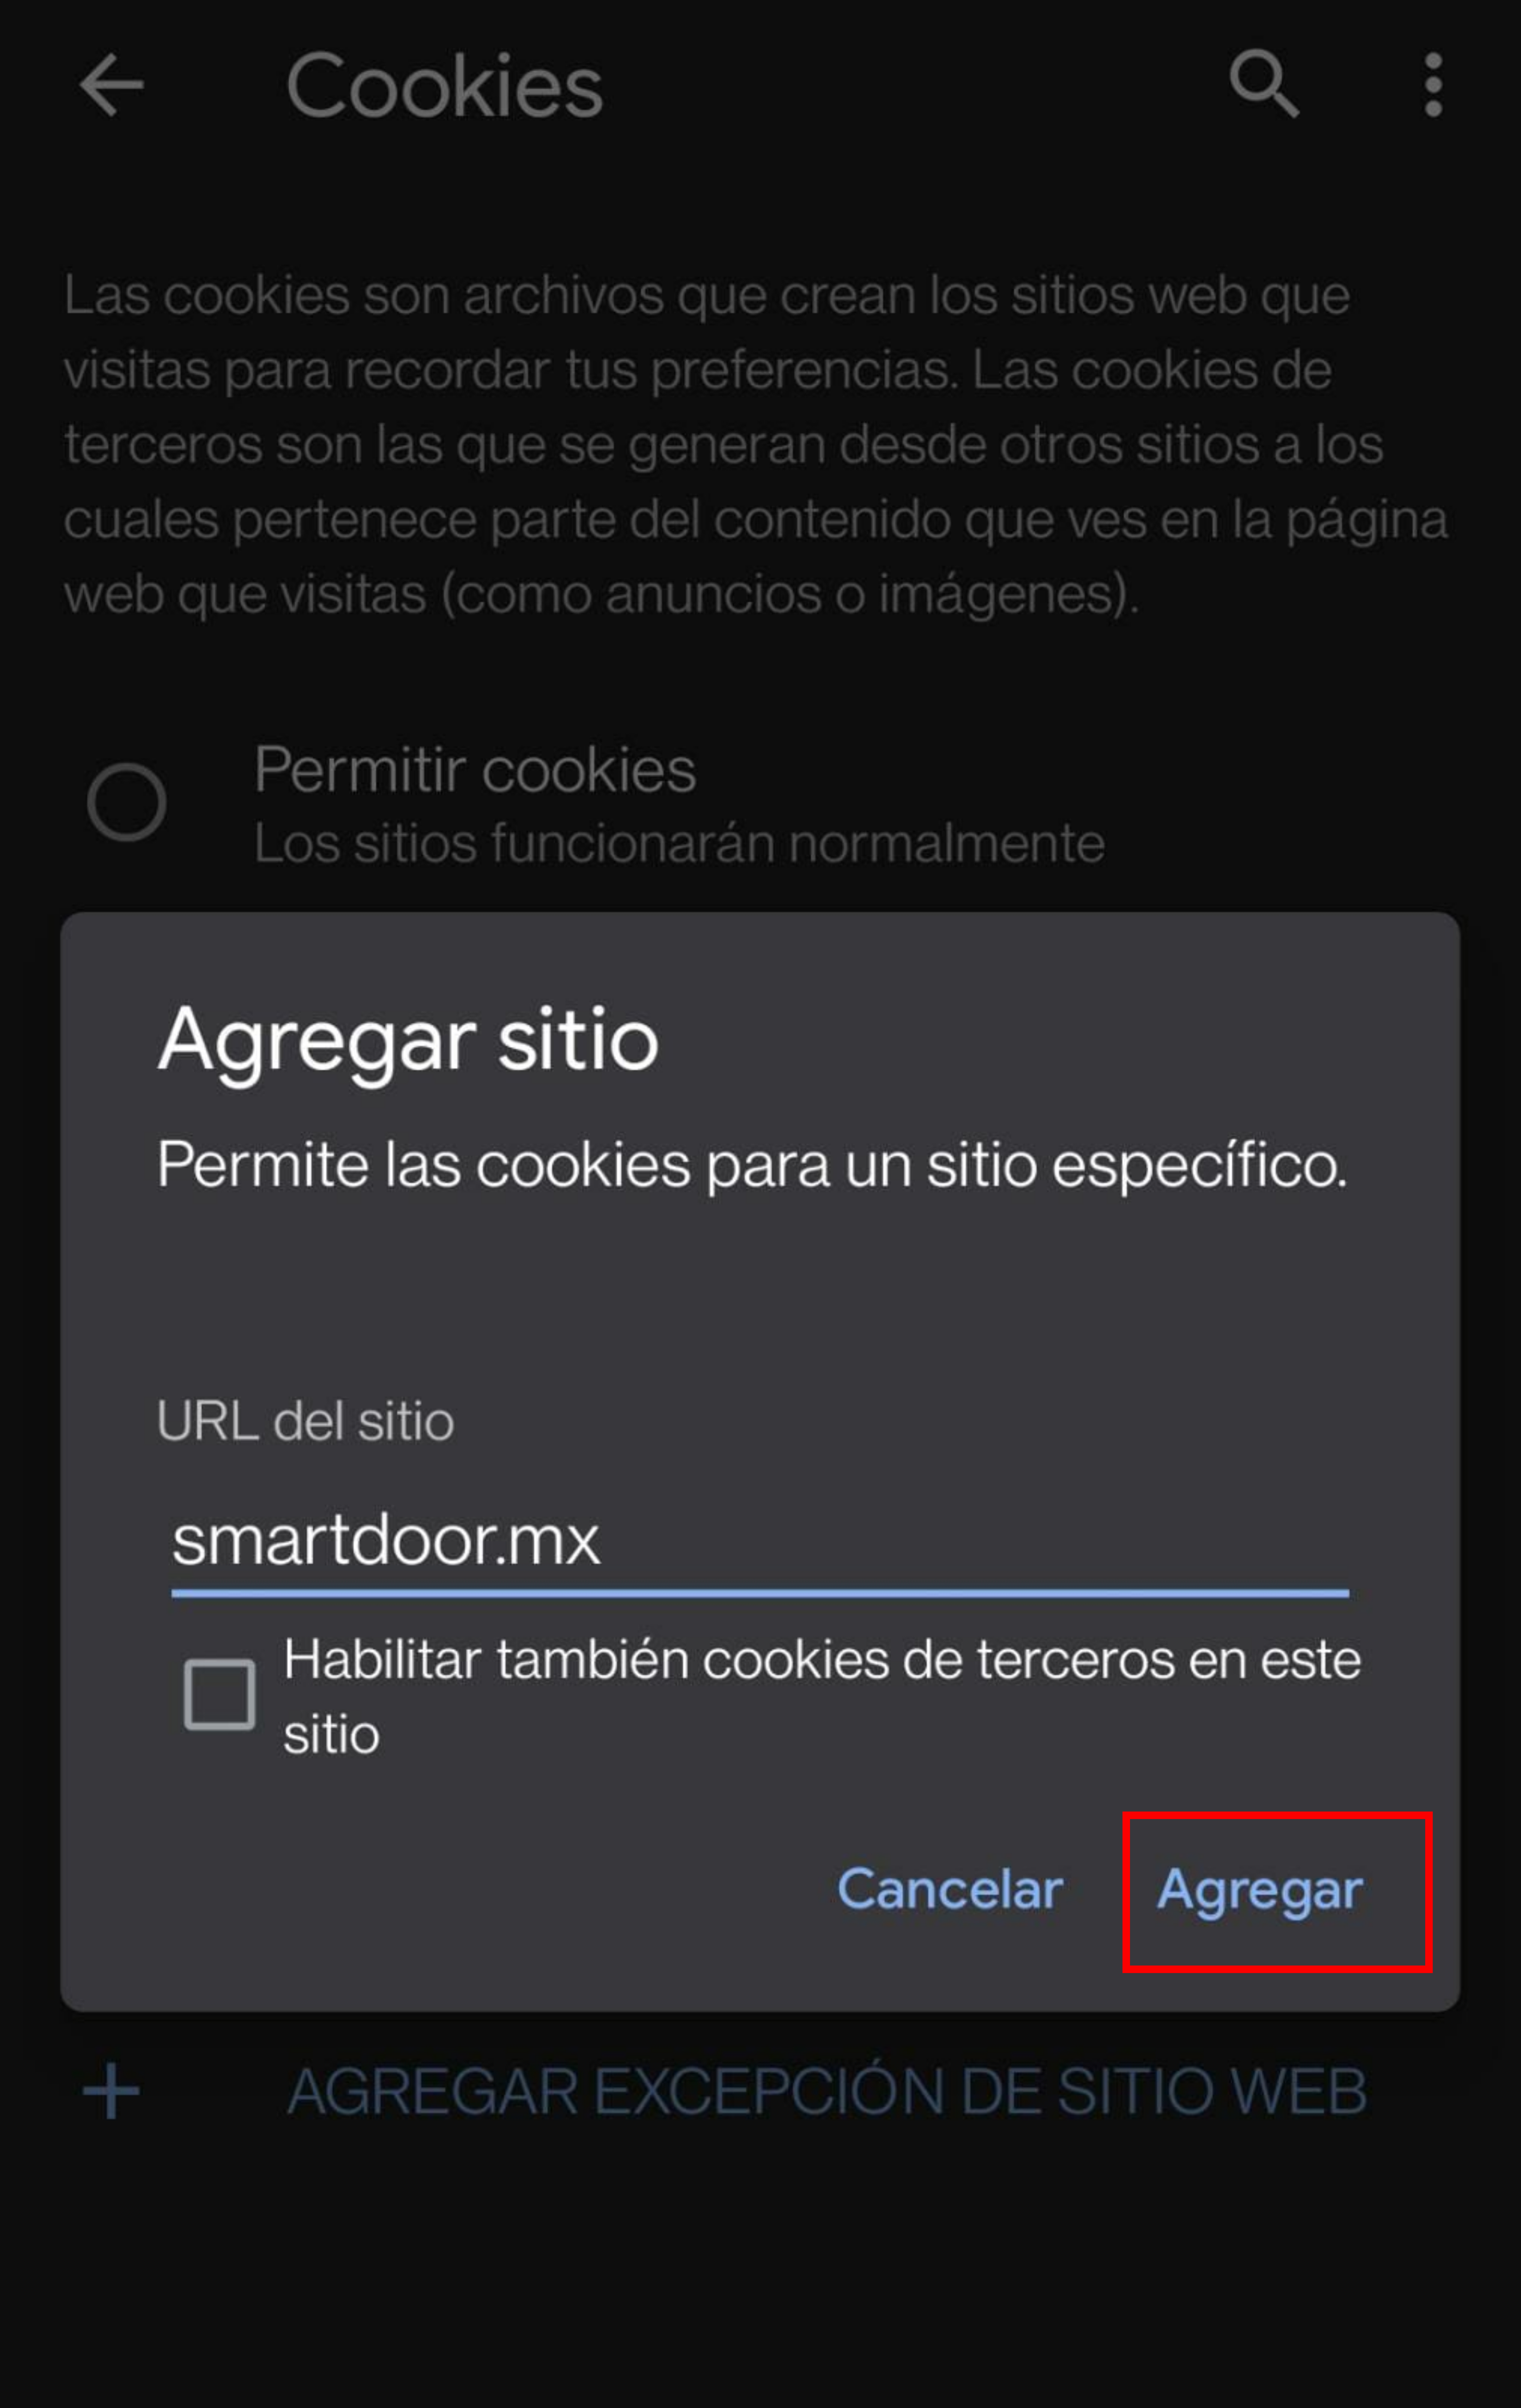 Cookies
Las cookies son archivos que crean los sitios web que
visitas para recordar tus preferencias. Las cookies de
terceros son las que se generan desde otros sitios a los
cuales pertenece parte del contenido que ves en la página
web que visitas (como anuncios o imágenes).
Permitir cookies
Los sitios funcionarán normalmente
Agregar sitio
Permite las cookies para un sitio específico.
URL del sitio
smartdoor.mx
Habilitar también cookies de terceros en este
sitio
Cancelar Agregar
AGREGAR EXCEPCIÓN DE SITIO WEB